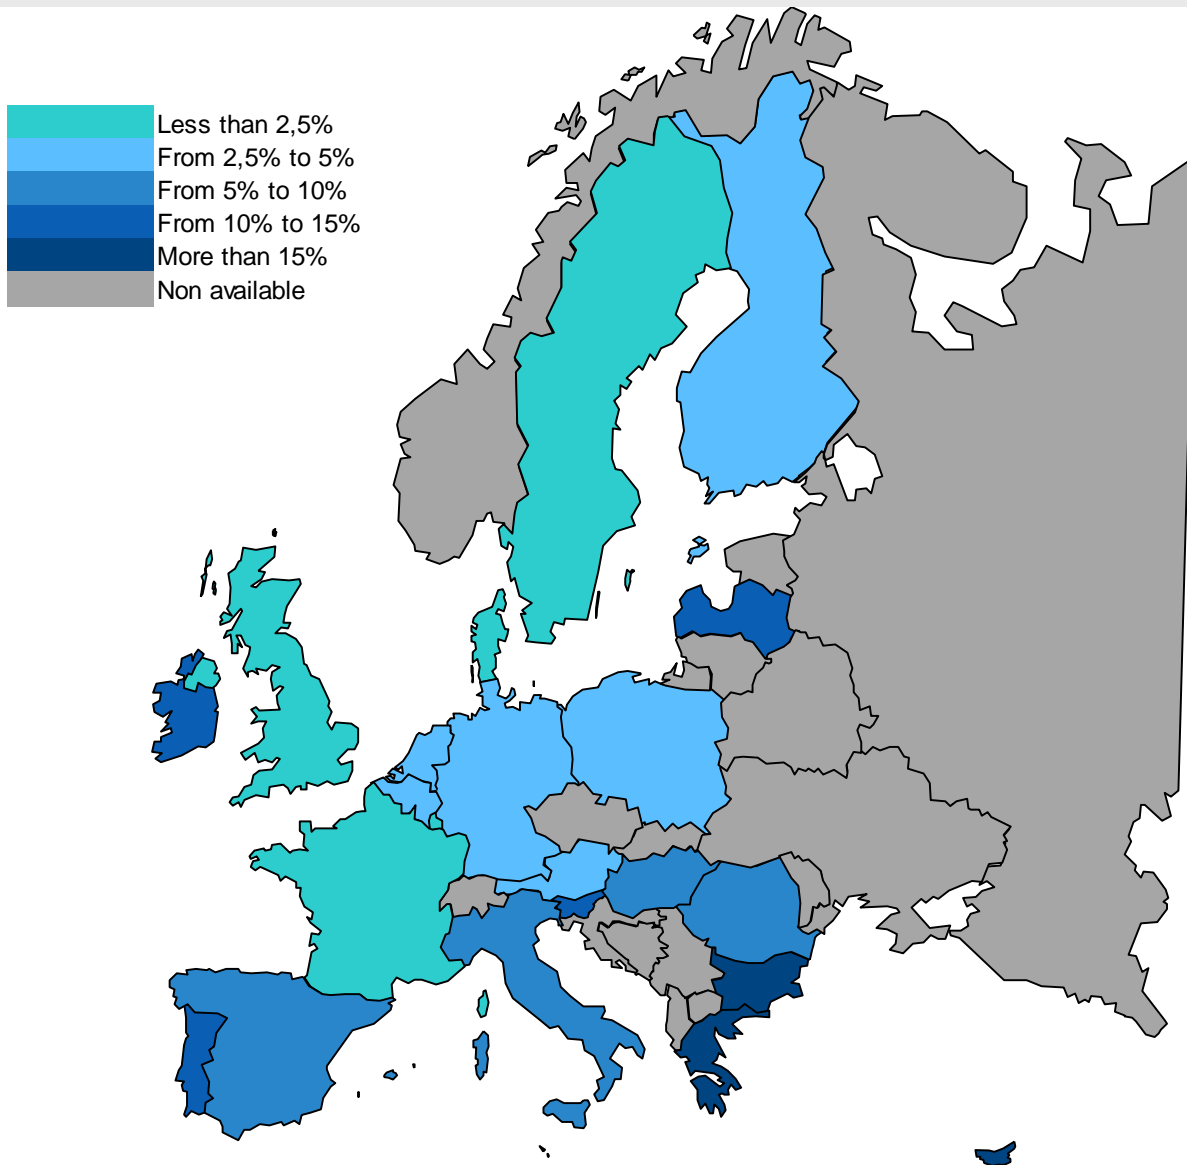 Less than 2,5%
From 2,5% to 5%
From 5% to 10%
From 10% to 15%
More than 15%
Non available